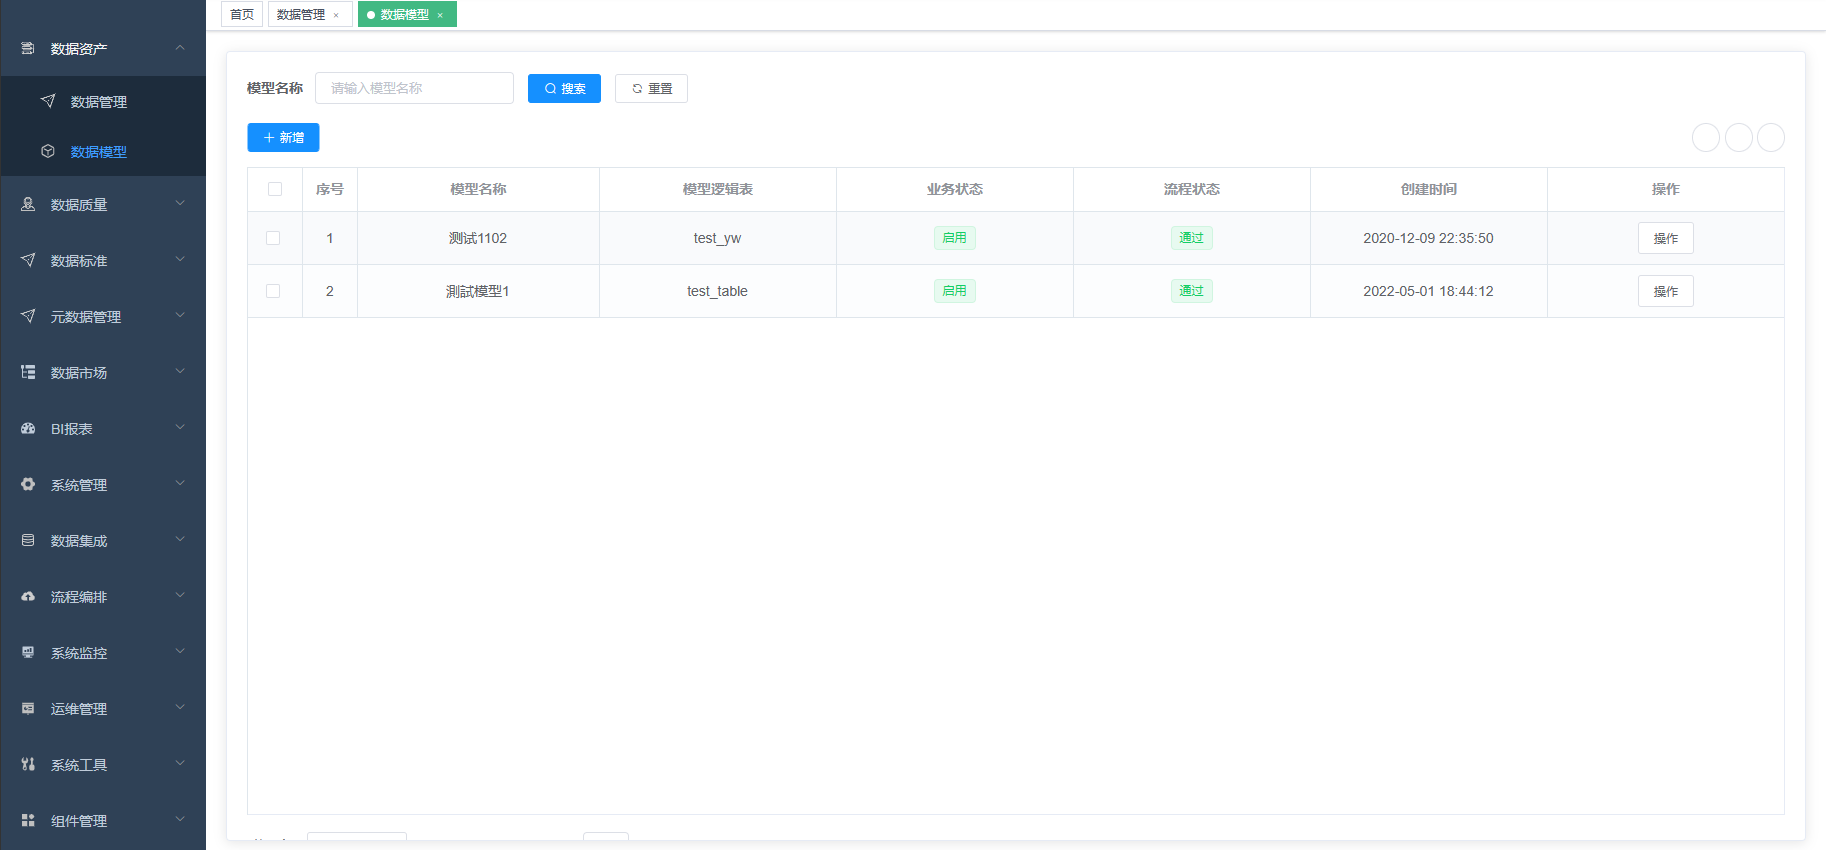 数据资产
数据管理
数据模型
数据质量
数据标准
元数据管理
数据市场
BI报表
系统管理
数据集成
流程编排
系统监控
运维管理
系统工具
组件管理
首页 数据管理 × 数据模型 ×
模型名称 请输入模型名称 搜索 重置
新增
序号 模型名称 模型逻辑表 业务状态 流程状态 创建时间 操作
1 测试1102 test_yw 启用 通过 2020-12-09 22:35:50 操作
2 測試模型1 test_table 启用 通过 2022-05-01 18:44:12 操作